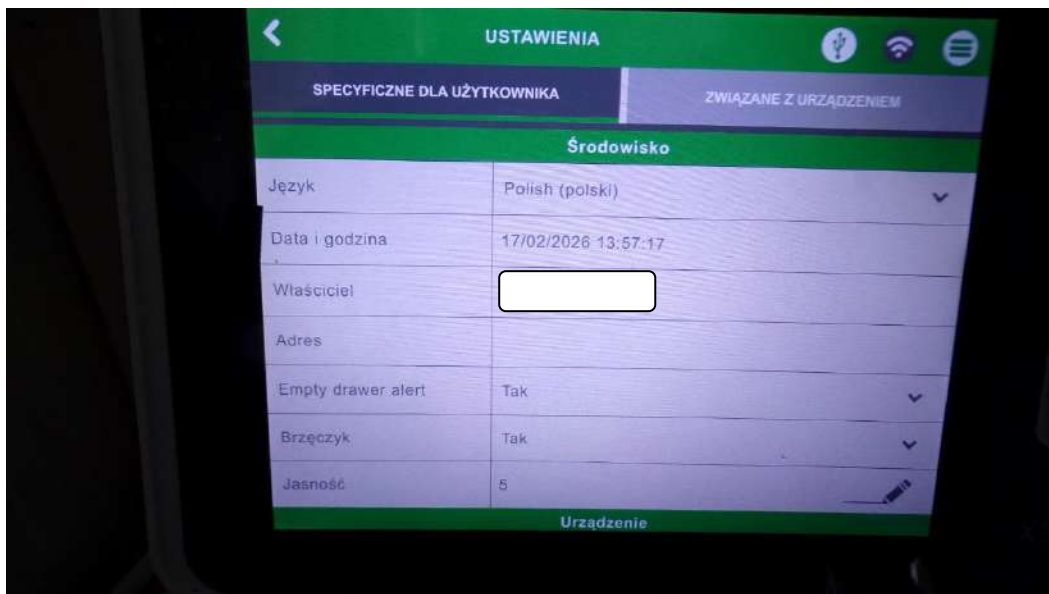 USTAWIENIA
SPECYFICZNE DLA UŻYTKOWNIKA
ZWIĄZANE Z URZĄDZENIEM
Środowisko
Język Polish (polski)
Data i godzina 17/02/2026 13:57:17
Właściciel
Adres
Empty drawer alert Tak
Brzęczyk Tak
Jasność 5
Urządzenie